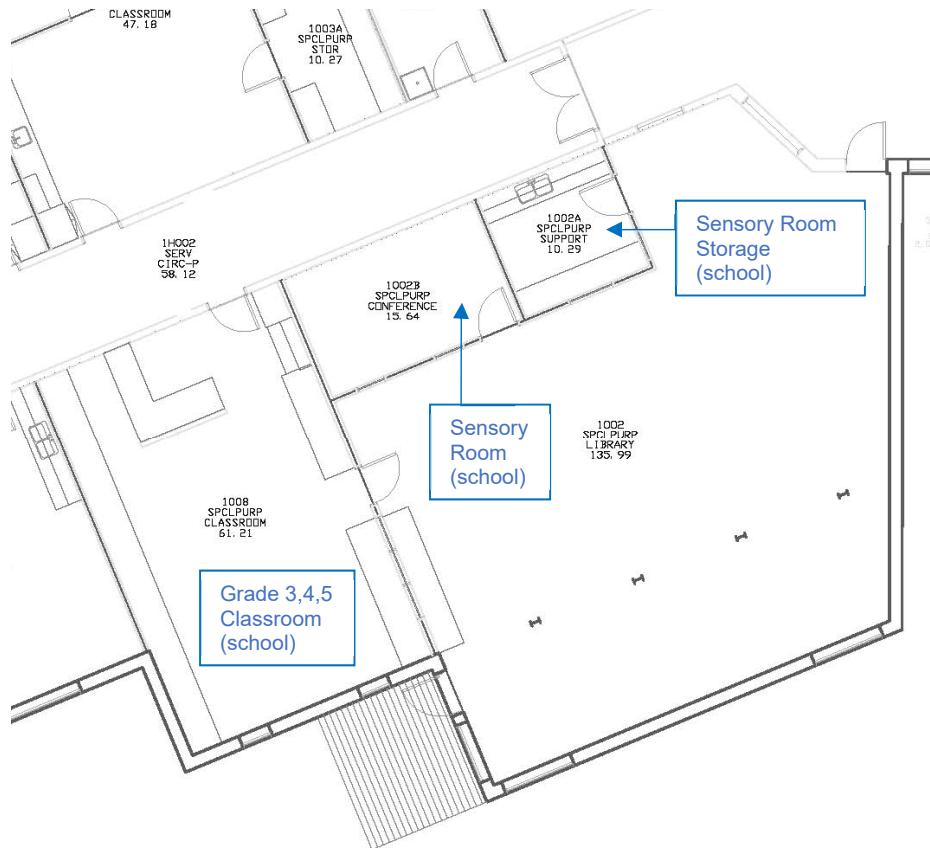 CLASSROOM
47.18
1003A
SPCLPURP
STOR
10.27
1H002
SERV
CIRC-P
58.12
1002A
SPCLPURP
SUPPORT
10.29
Sensory Room
Storage
(school)
1002B
SPCLPURP
CONFERENCE
15.64
Sensory
Room
(school)
1002
SPCLPURP
LIBRARY
135.99
1008
SPCLPURP
CLASSROOM
61.21
Grade 3,4,5
Classroom
(school)